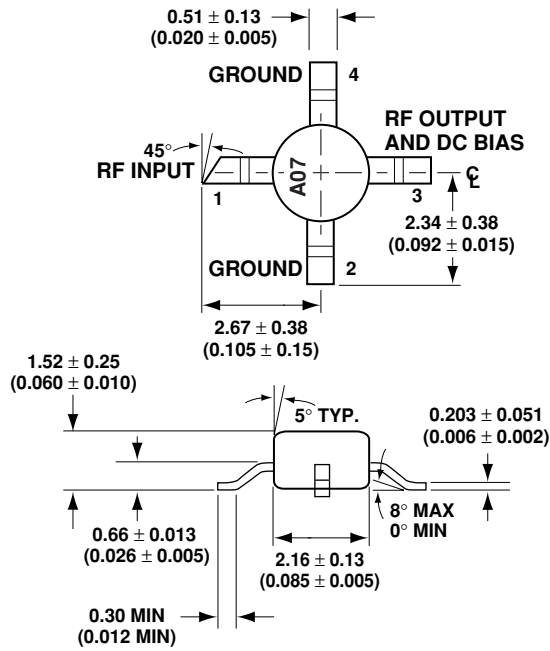 0.51 ± 0.13
(0.020 ± 0.005)
GROUND
4
RF OUTPUT
AND DC BIAS
45°
RF INPUT
A07
1
3
℄
2.34 ± 0.38
(0.092 ± 0.015)
GROUND
2
2.67 ± 0.38
(0.105 ± 0.15)
1.52 ± 0.25
(0.060 ± 0.010)
5° TYP.
0.203 ± 0.051
(0.006 ± 0.002)
8° MAX
0° MIN
0.66 ± 0.013
(0.026 ± 0.005)
2.16 ± 0.13
(0.085 ± 0.005)
0.30 MIN
(0.012 MIN)